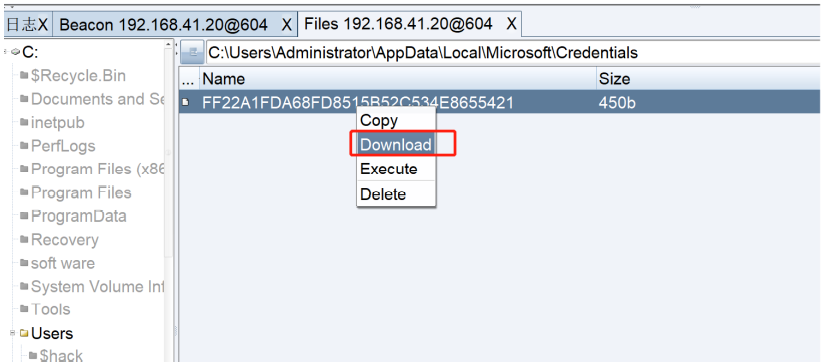 日志X Beacon 192.168.41.20@604 X Files 192.168.41.20@604 X
C:
C:\Users\Administrator\AppData\Local\Microsoft\Credentials
$Recycle.Bin
Documents and Se
inetpub
PerfLogs
Program Files (x86
Program Files
ProgramData
Recovery
soft ware
System Volume Inf
Tools
Users
$hack
... Name Size
FF22A1FDA68FD8515B52C534E8655421 450b
Copy
Download
Execute
Delete